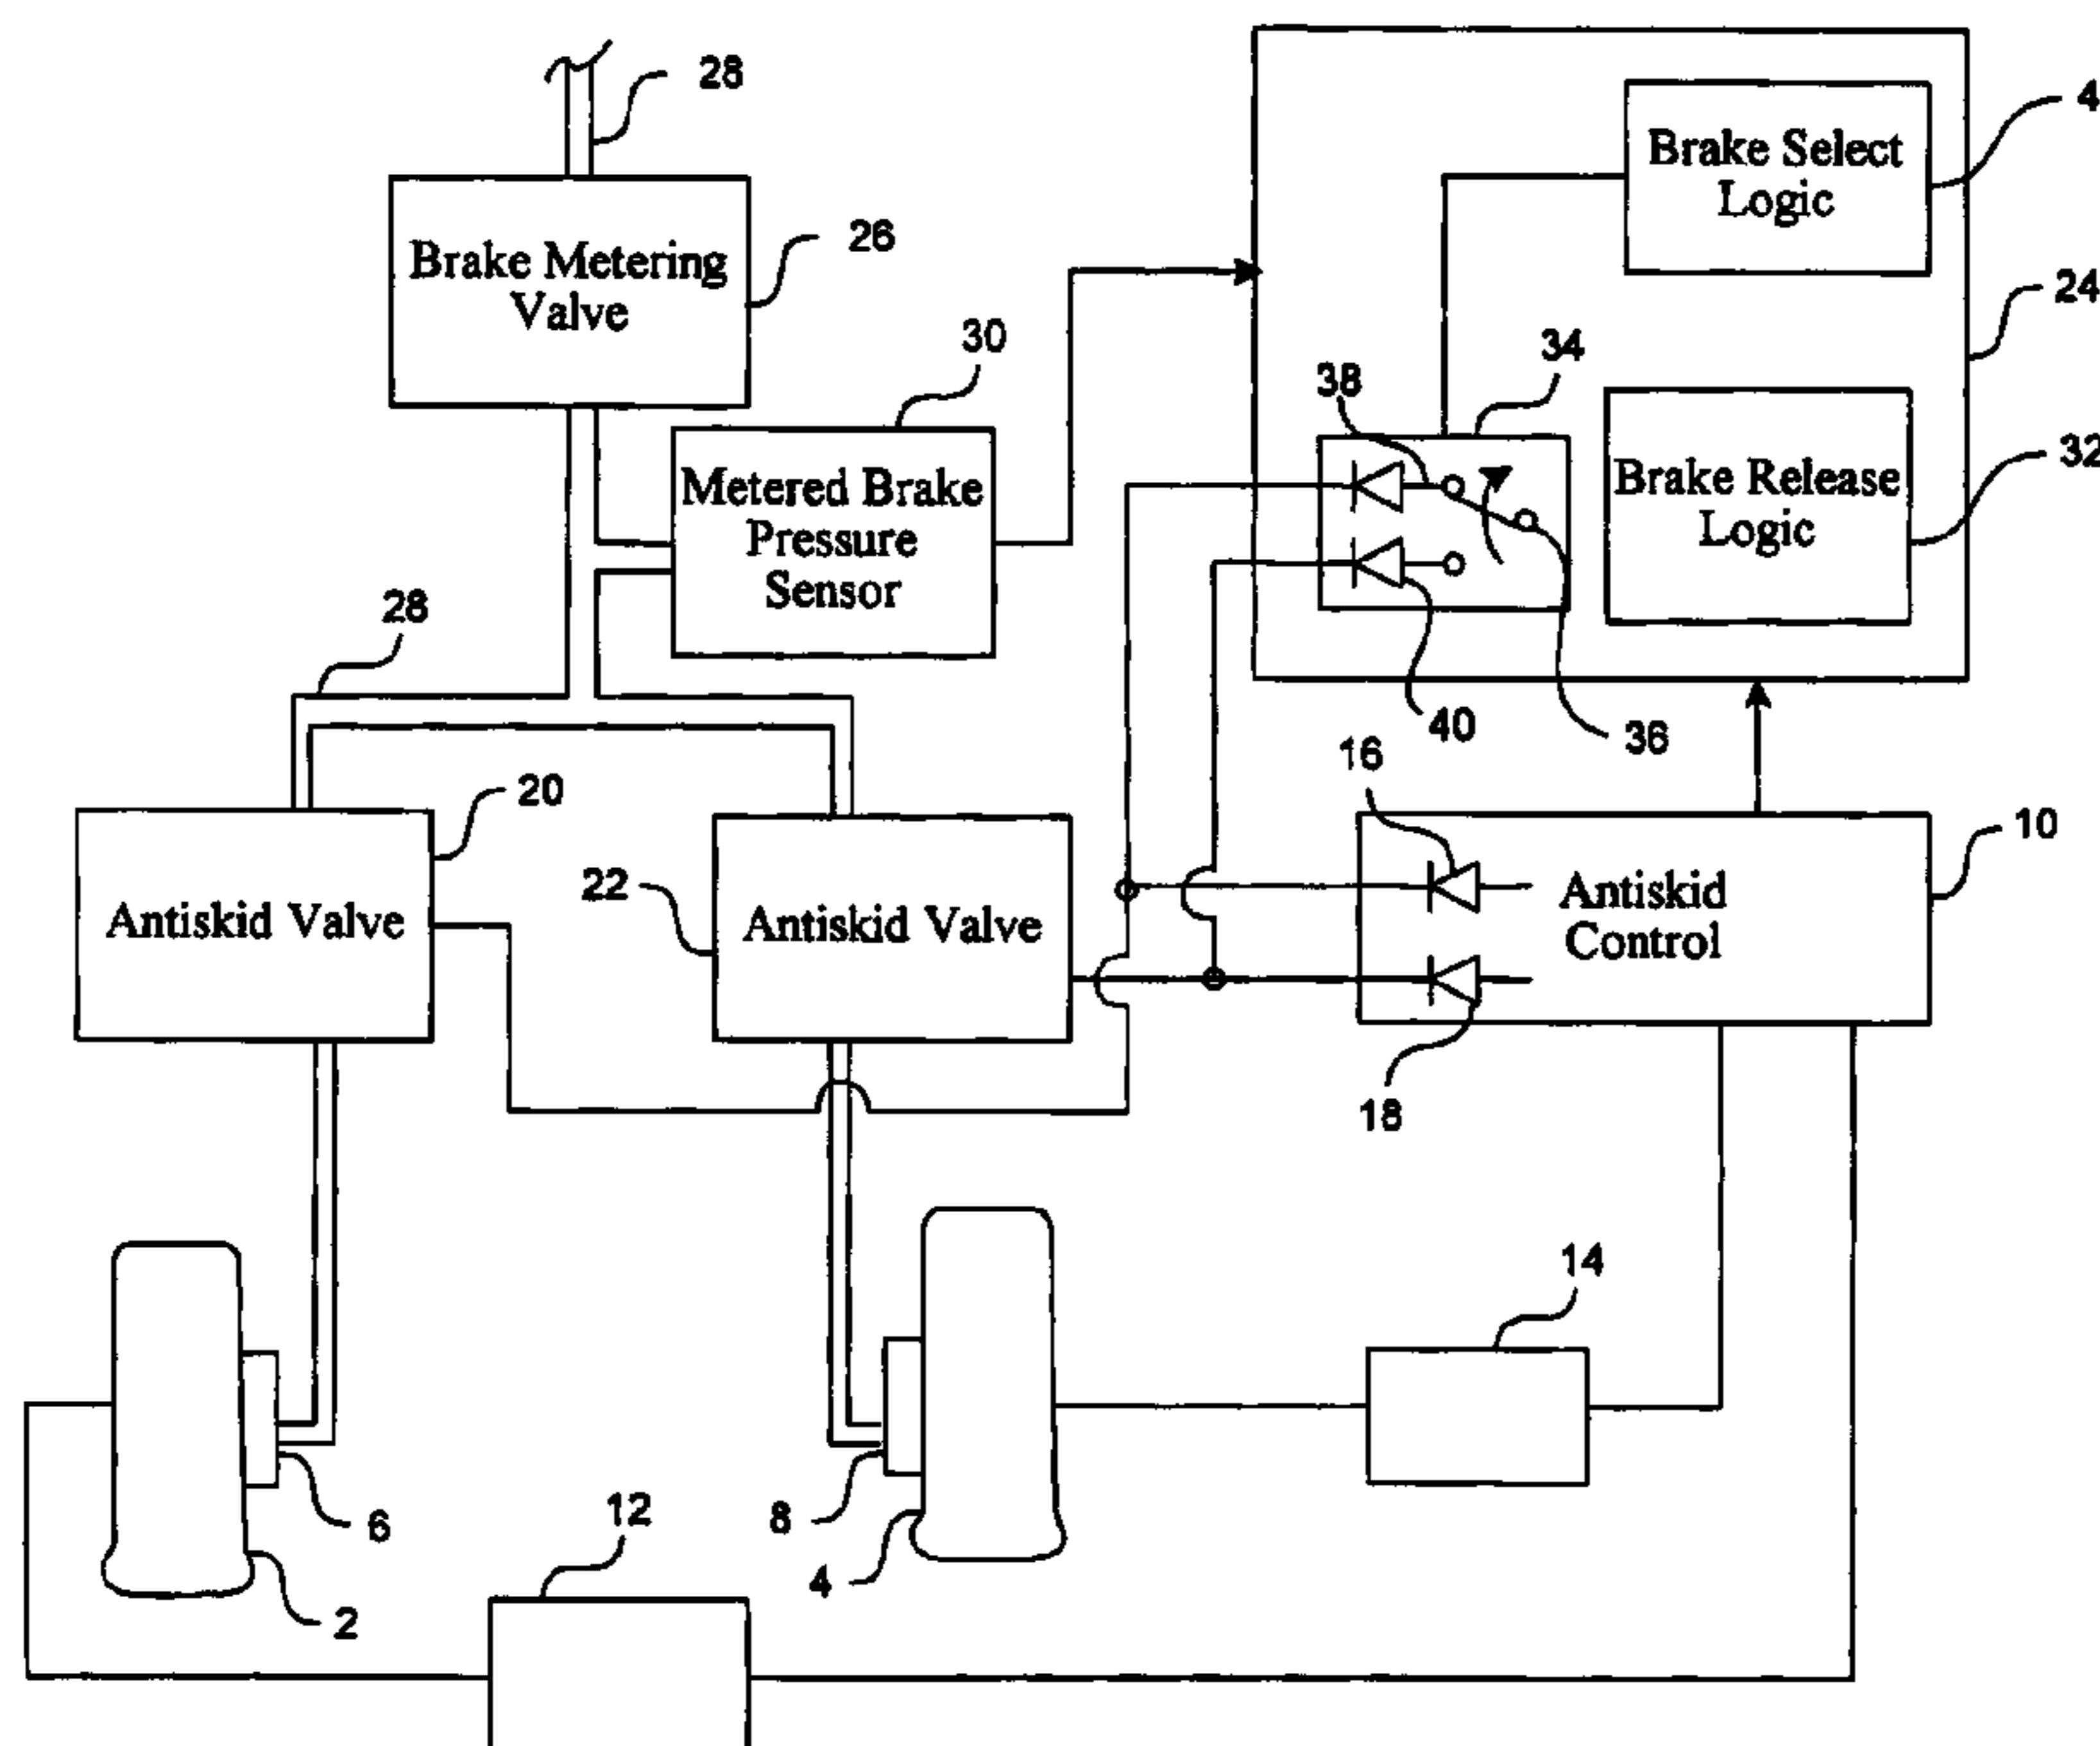 28
4
Brake Select
Logic
26
Brake Metering
Valve
24
30
34
38
32
Metered Brake
Pressure
Sensor
Brake Release
Logic
28
40
36
16
20
10
22
Antiskid Valve
Antiskid Valve
Antiskid
Control
18
14
12
8
6
4
2